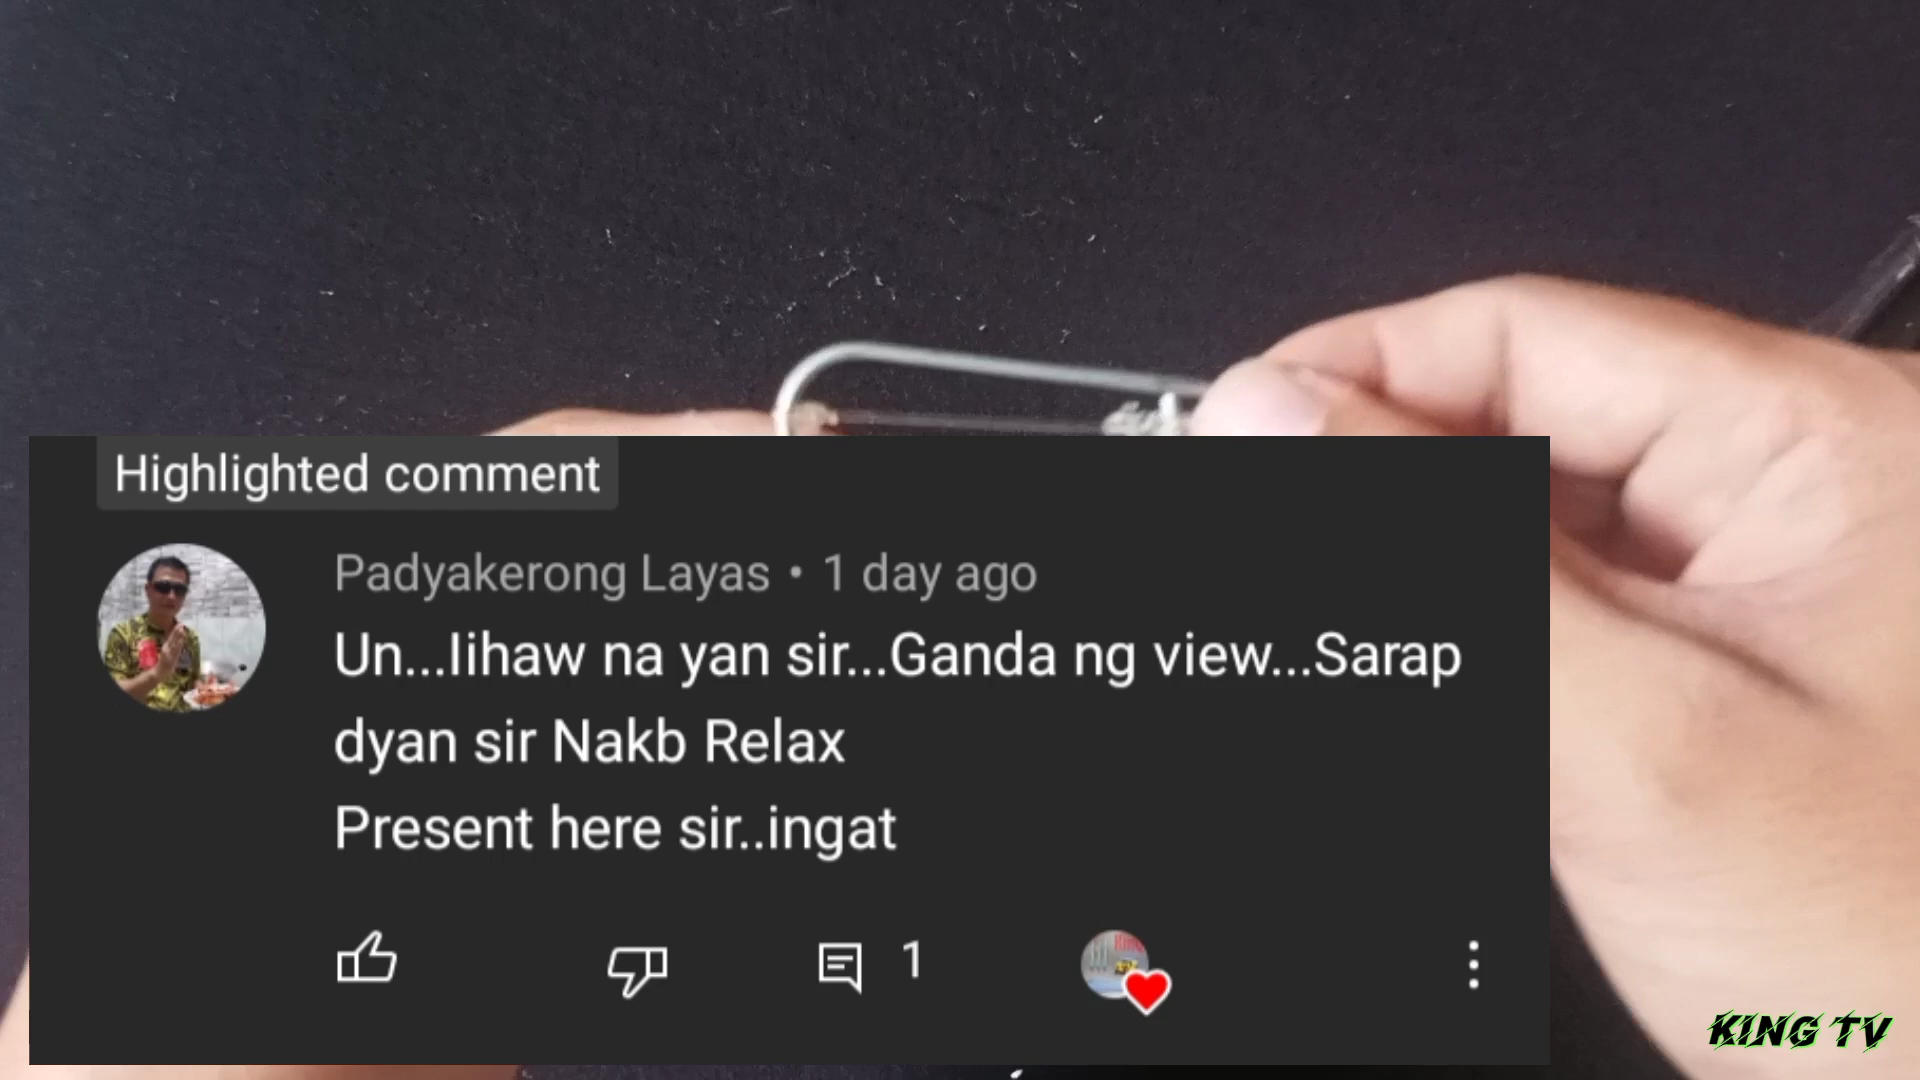 Highlighted comment
Padyakerong Layas • 1 day ago
Un...Iihaw na yan sir...Ganda ng view...Sarap
dyan sir Nakb Relax
Present here sir..ingat
1
KING TV